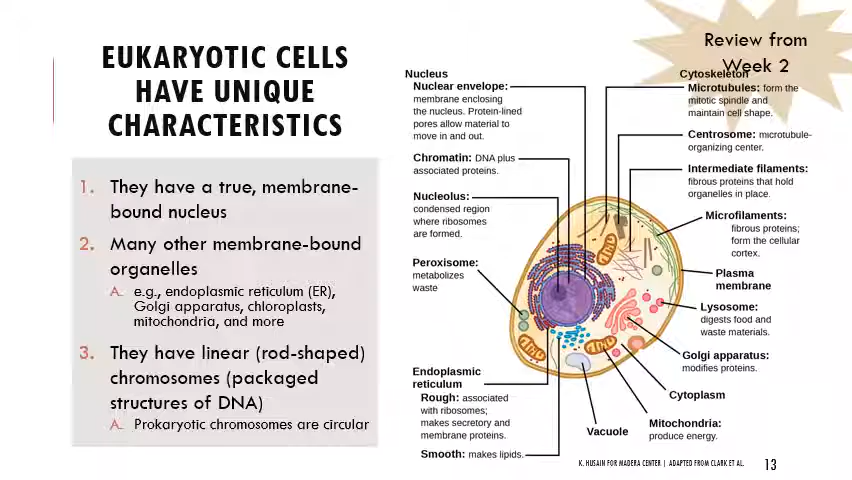 EUKARYOTIC CELLS
HAVE UNIQUE
CHARACTERISTICS
1. They have a true, membrane-
bound nucleus
2. Many other membrane-bound
organelles
A. e.g., endoplasmic reticulum (ER),
Golgi apparatus, chloroplasts,
mitochondria, and more
3. They have linear (rod-shaped)
chromosomes (packaged
structures of DNA)
A. Prokaryotic chromosomes are circular
Review from
Week 2
Nucleus
Nuclear envelope:
membrane enclosing
the nucleus. Protein-lined
pores allow material to
move in and out.
Chromatin: DNA plus
associated proteins.
Nucleolus:
condensed region
where ribosomes
are formed.
Peroxisome:
metabolizes
waste
Endoplasmic
reticulum
Rough: associated
with ribosomes;
makes secretory and
membrane proteins.
Smooth: makes lipids.
Cytoskeleton
Microtubules: form the
mitotic spindle and
maintain cell shape.
Centrosome: microtubule-
organizing center.
Intermediate filaments:
fibrous proteins that hold
organelles in place.
Microfilaments:
fibrous proteins;
form the cellular
cortex.
Plasma
membrane
Lysosome:
digests food and
waste materials.
Golgi apparatus:
modifies proteins.
Cytoplasm
Mitochondria:
produce energy.
Vacuole
K. HUSAIN FOR MADERA CENTER | ADAPTED FROM CLARK ET AL.
13